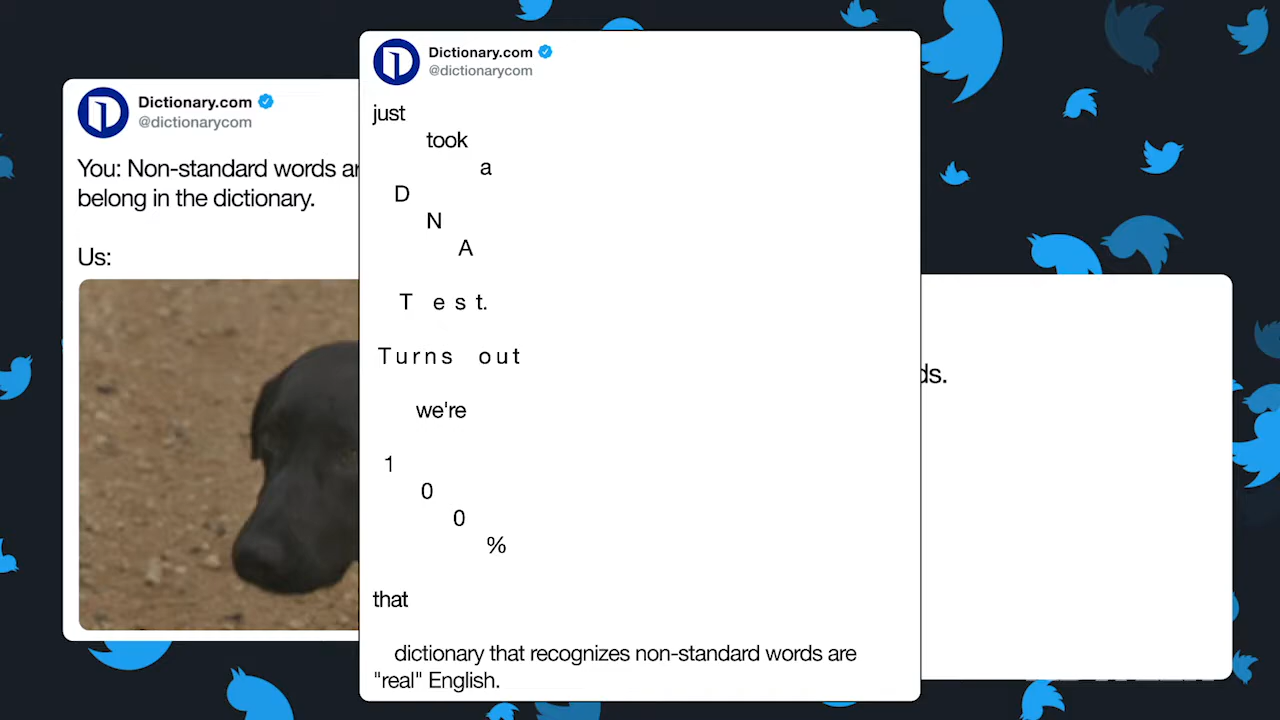 Dictionary.com
@dictionarycom
You: Non-standard words
belong in the dictionary.
Us:
Dictionary.com
@dictionarycom
just
took
a
D
N
A
T e s t.
Turns out
we're
1
0
0
%
that
dictionary that recognizes non-standard words are
"real" English.
ds.